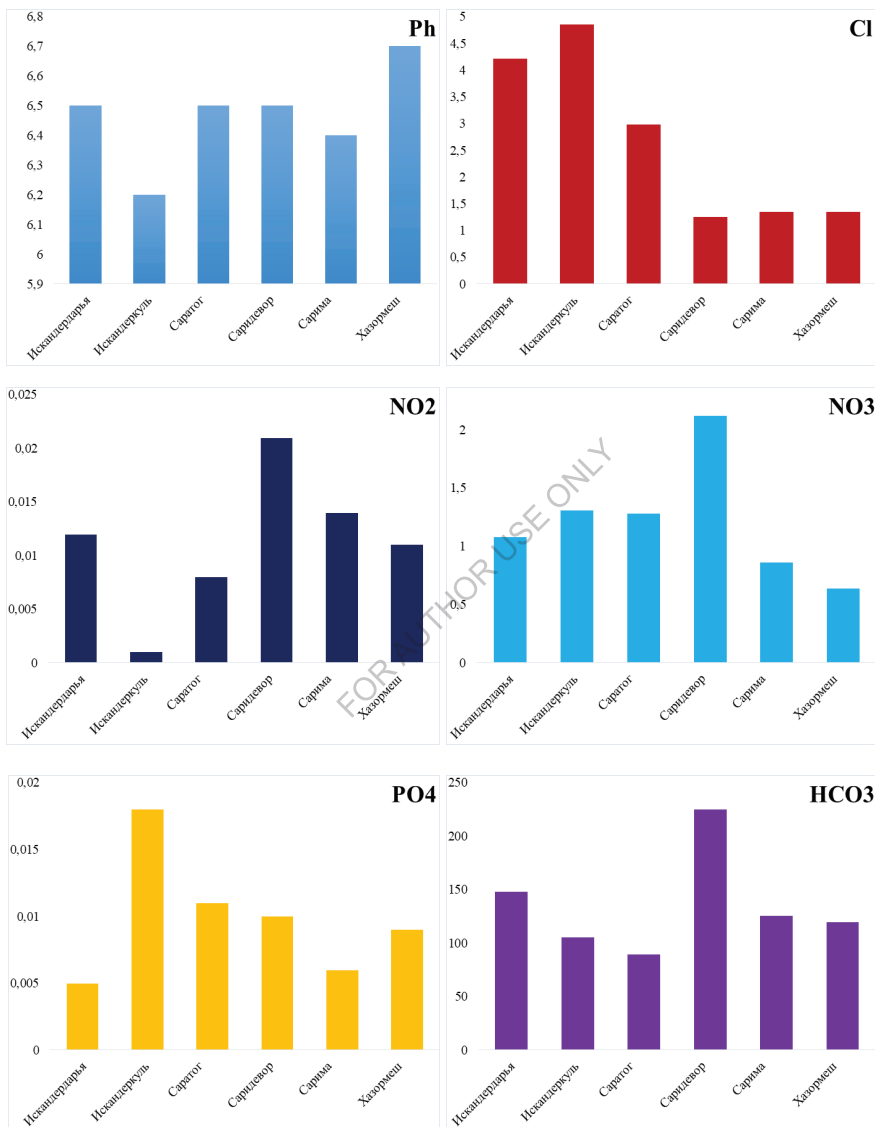 Ph
6,8
6,7
6,6
6,5
6,4
6,3
6,2
6,1
6
5,9
Искандердарья
Искандеркуль
Саратог
Саридевор
Сарима
Хазормеш
Cl
5
4,5
4
3,5
3
2,5
2
1,5
1
0,5
0
Искандердарья
Искандеркуль
Саратог
Саридевор
Сарима
Хазормеш
NO2
0,025
0,02
0,015
0,01
0,005
0
Искандердарья
Искандеркуль
Саратог
Саридевор
Сарима
Хазормеш
NO3
2
1,5
1
0,5
0
Искандердарья
Искандеркуль
Саратог
Саридевор
Сарима
Хазормеш
FOR AUTHOR USE ONLY
PO4
0,02
0,015
0,01
0,005
0
Искандердарья
Искандеркуль
Саратог
Саридевор
Сарима
Хазормеш
HCO3
250
200
150
100
50
0
Искандердарья
Искандеркуль
Саратог
Саридевор
Сарима
Хазормеш